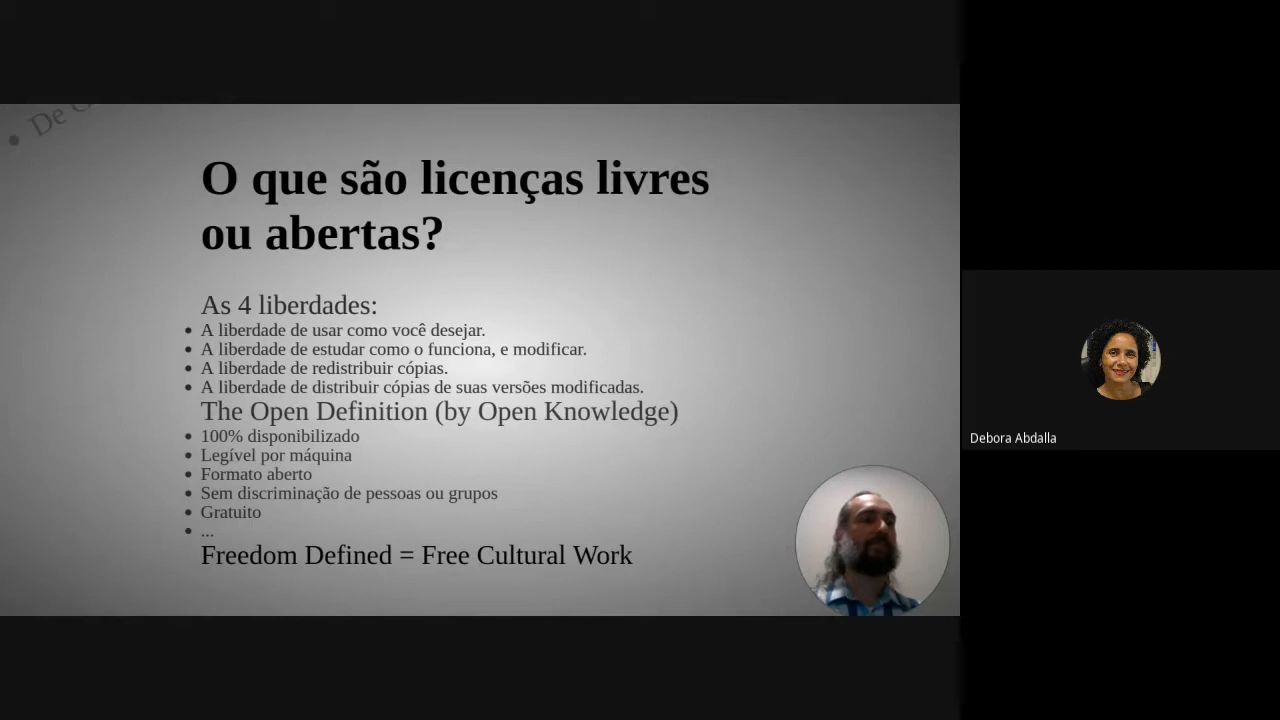 De
O que são licenças livres
ou abertas?
As 4 liberdades:
A liberdade de usar como você desejar.
A liberdade de estudar como o funciona, e modificar.
A liberdade de redistribuir cópias.
A liberdade de distribuir cópias de suas versões modificadas.
The Open Definition (by Open Knowledge)
100% disponibilizado
Legível por máquina
Formato aberto
Sem discriminação de pessoas ou grupos
Gratuito
...
Freedom Defined = Free Cultural Work
Debora Abdalla